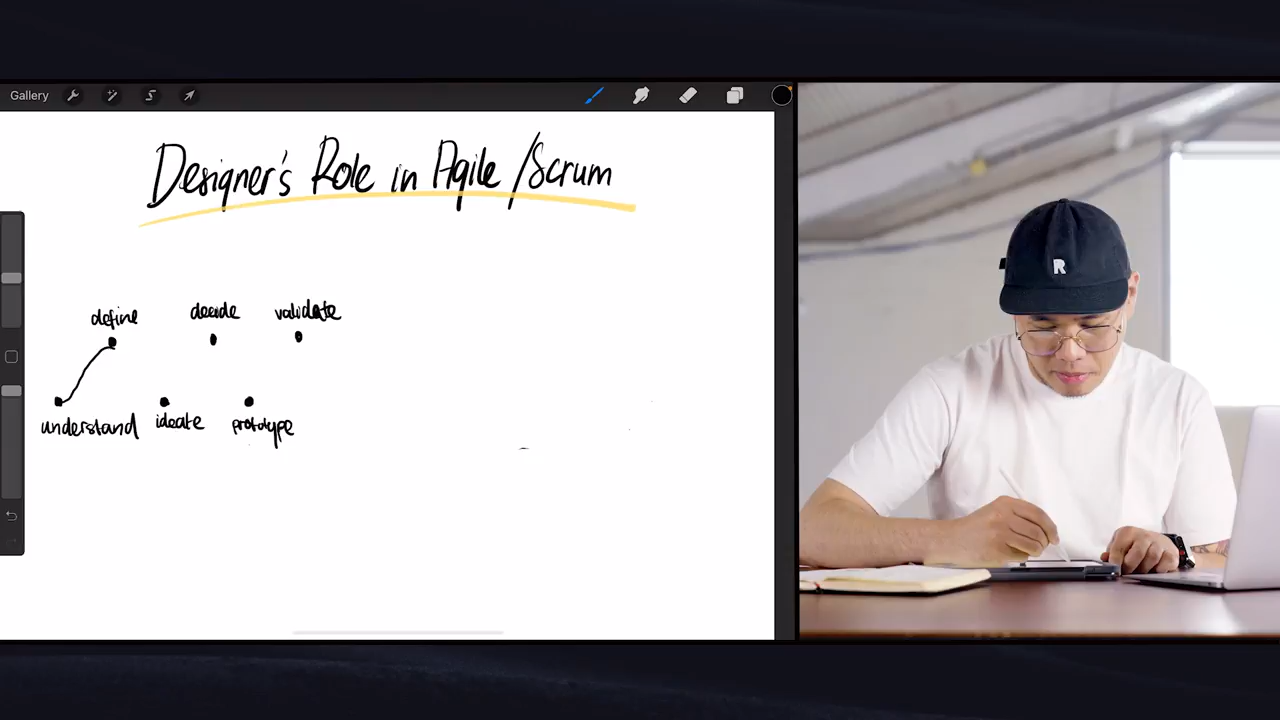 Gallery
Designer's Role in Agile/Scrum
define decide validate
understand ideate prototype
R